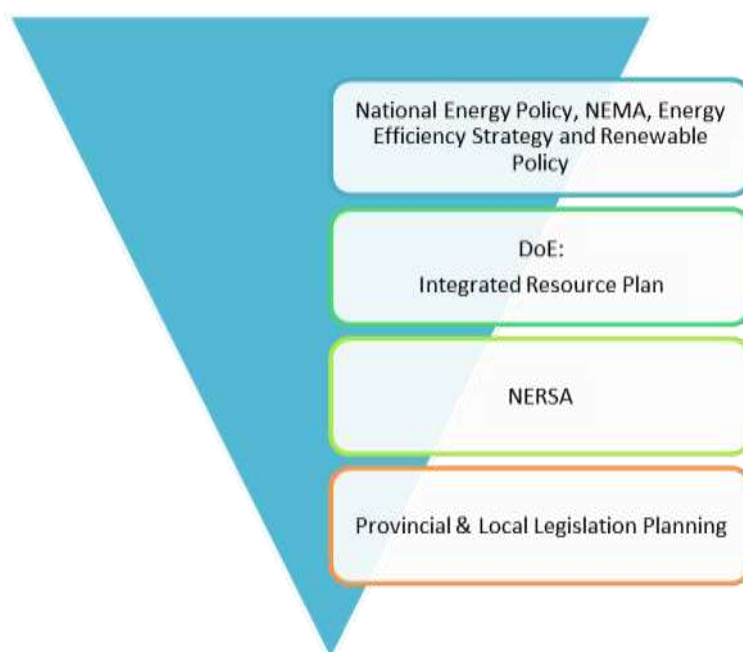 National Energy Policy, NEMA, Energy
Efficiency Strategy and Renewable
Policy
DoE:
Integrated Resource Plan
NERSA
Provincial & Local Legislation Planning